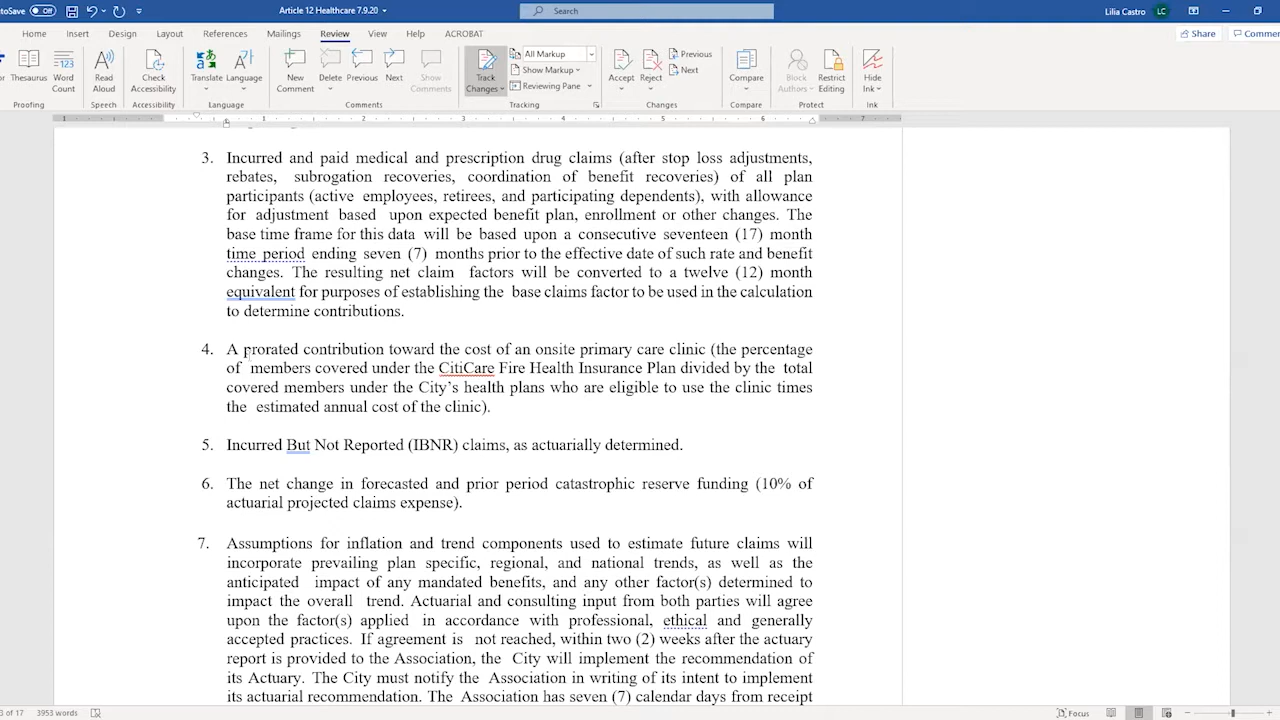 AutoSave Off Article 12 Healthcare 7.9.20 Search Lilia Castro LC
Home Insert Design Layout References Mailings Review View Help ACROBAT Share Commen
Thesaurus Word Count Read Aloud Check Accessibility Translate Language New Comment Delete Previous Next Show Comments Track Changes All Markup Show Markup Reviewing Pane Accept Reject Previous Next Compare Block Authors Restrict Editing Hide Ink
Proofing Speech Accessibility Language Comments Tracking Changes Compare Protect Ink
1 1 2 3 4 5 6 7
3. Incurred and paid medical and prescription drug claims (after stop loss adjustments,
rebates, subrogation recoveries, coordination of benefit recoveries) of all plan
participants (active employees, retirees, and participating dependents), with allowance
for adjustment based upon expected benefit plan, enrollment or other changes. The
base time frame for this data will be based upon a consecutive seventeen (17) month
time period ending seven (7) months prior to the effective date of such rate and benefit
changes. The resulting net claim factors will be converted to a twelve (12) month
equivalent for purposes of establishing the base claims factor to be used in the calculation
to determine contributions.
4. A prorated contribution toward the cost of an onsite primary care clinic (the percentage
of members covered under the CitiCare Fire Health Insurance Plan divided by the total
covered members under the City's health plans who are eligible to use the clinic times
the estimated annual cost of the clinic).
5. Incurred But Not Reported (IBNR) claims, as actuarially determined.
6. The net change in forecasted and prior period catastrophic reserve funding (10% of
actuarial projected claims expense).
7. Assumptions for inflation and trend components used to estimate future claims will
incorporate prevailing plan specific, regional, and national trends, as well as the
anticipated impact of any mandated benefits, and any other factor(s) determined to
impact the overall trend. Actuarial and consulting input from both parties will agree
upon the factor(s) applied in accordance with professional, ethical and generally
accepted practices. If agreement is not reached, within two (2) weeks after the actuary
report is provided to the Association, the City will implement the recommendation of
its Actuary. The City must notify the Association in writing of its intent to implement
its actuarial recommendation. The Association has seven (7) calendar days from receipt
of 17 3953 words Focus